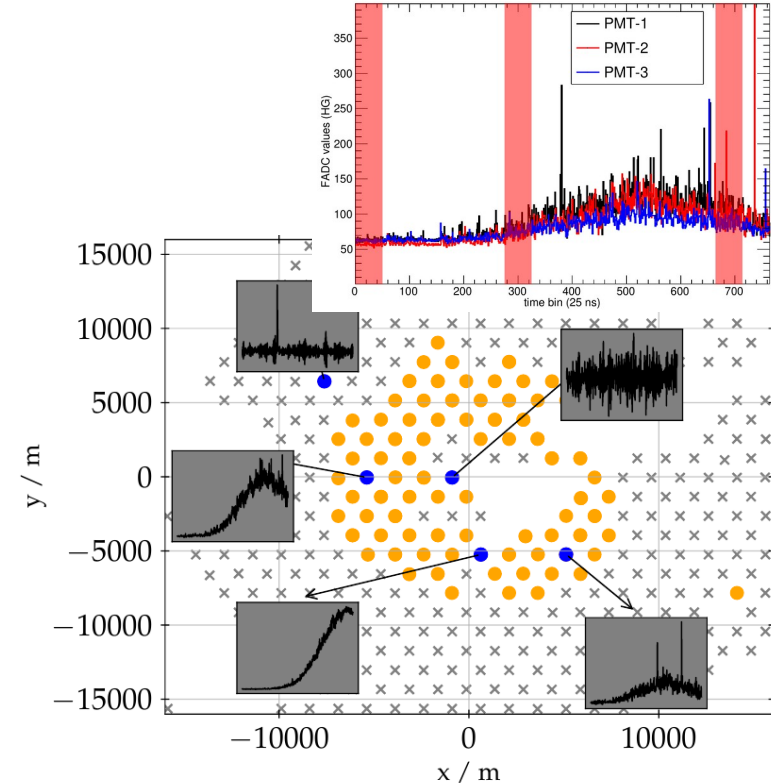 350
300
250
200
150
100
50
FADC values (HG)
PMT-1
PMT-2
PMT-3
0 100 200 300 400 500 600 700
time bin (25 ns)
15000
10000
5000
0
−5000
−10000
−15000
y / m
−10000 0 10000
x / m